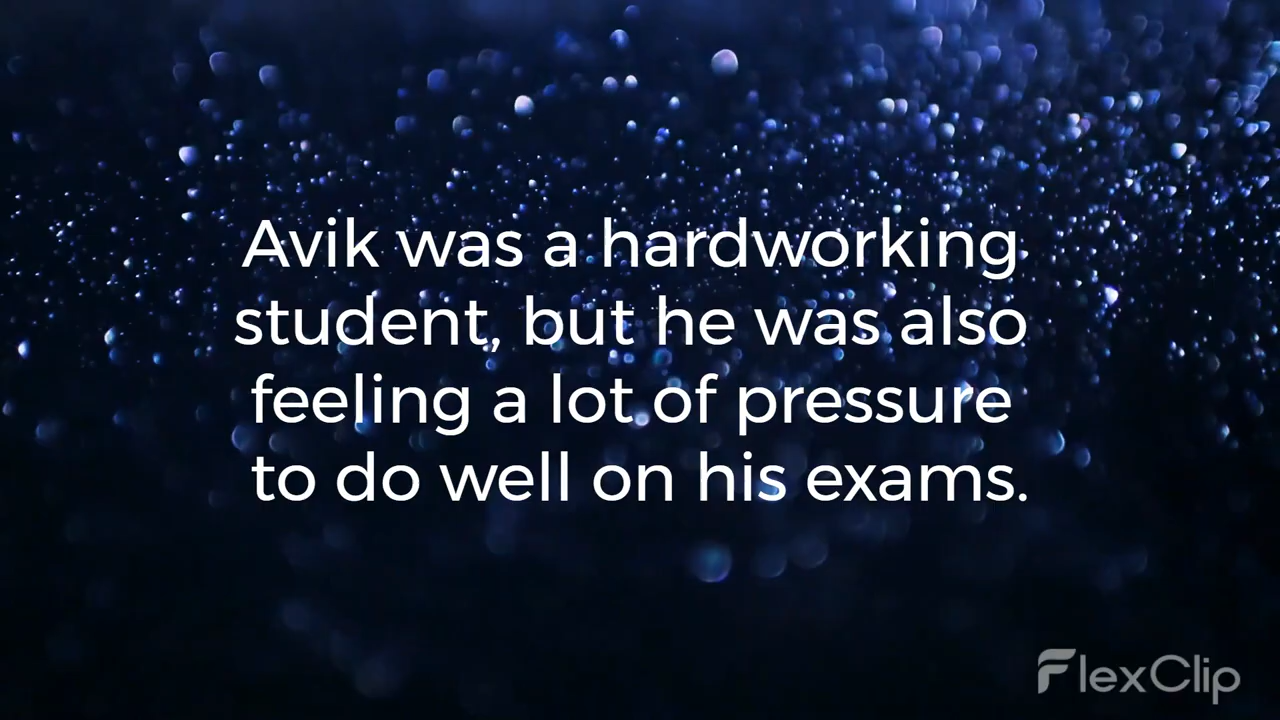 Avik was a hardworking
student, but he was also
feeling a lot of pressure
to do well on his exams.
FlexClip